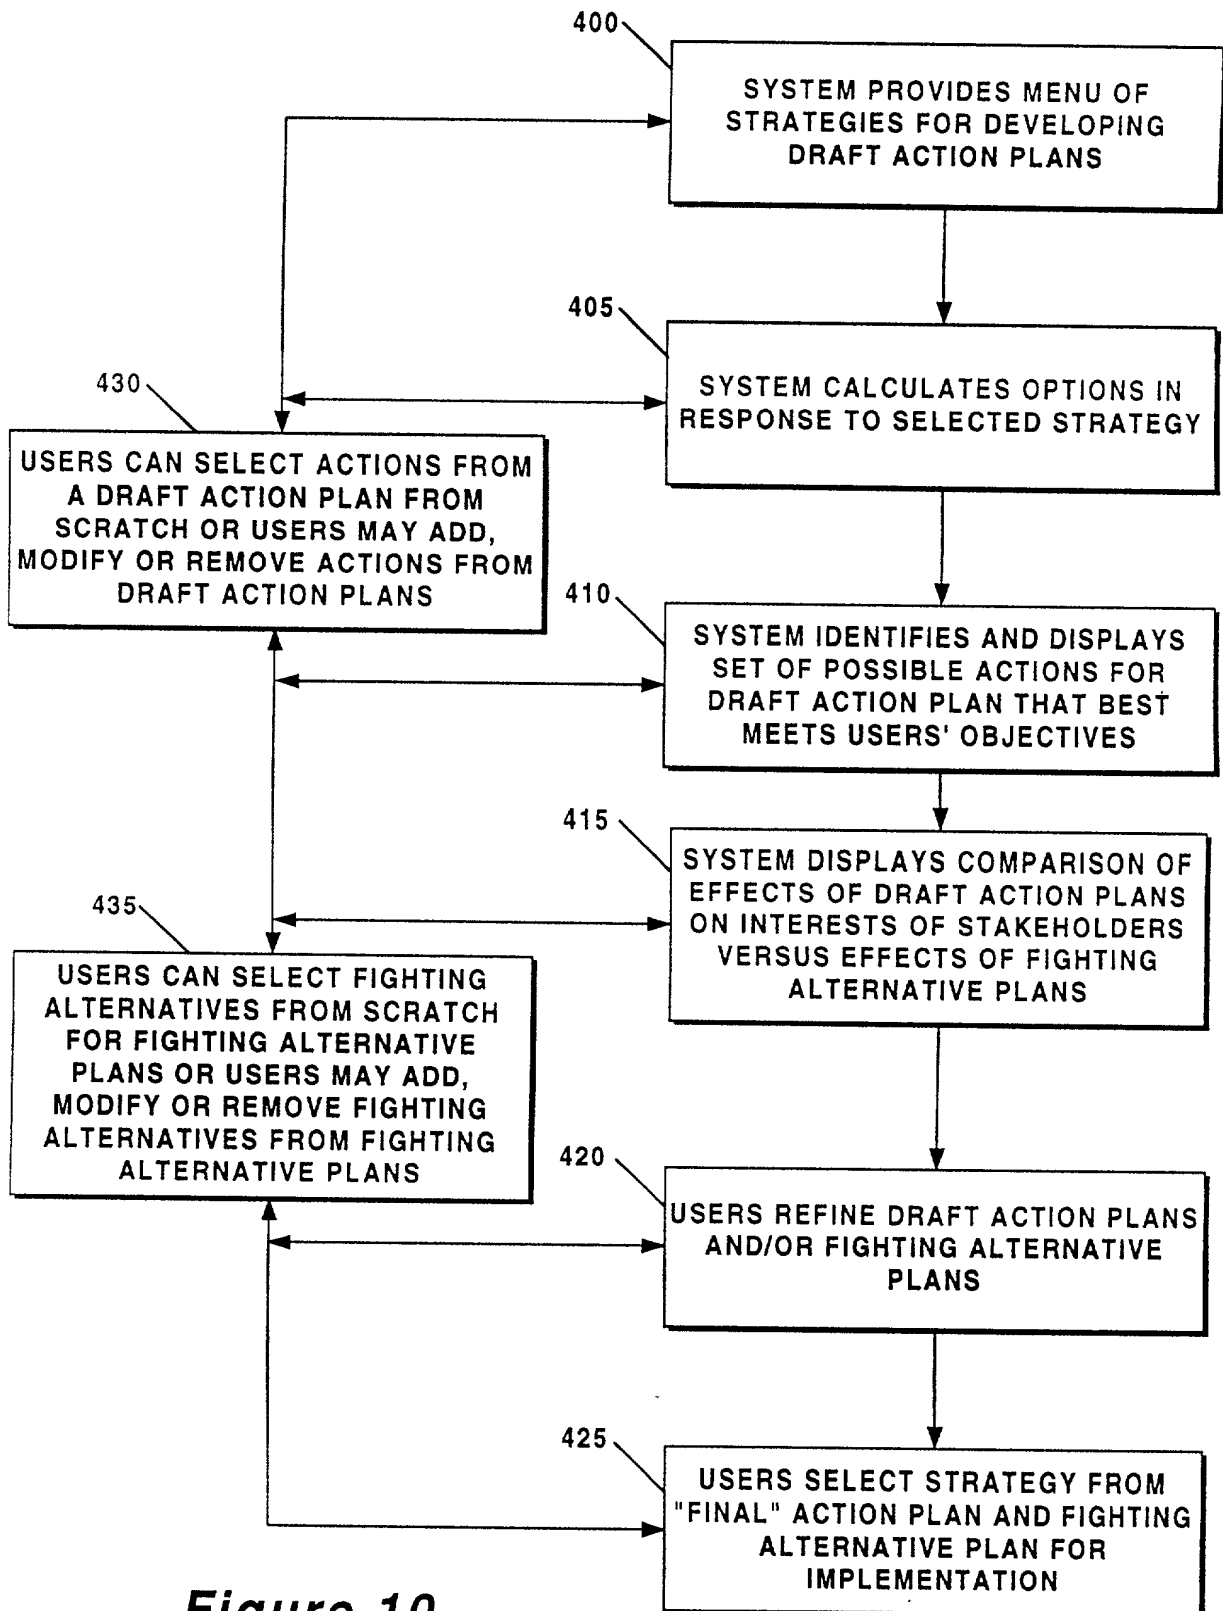 400
SYSTEM PROVIDES MENU OF
STRATEGIES FOR DEVELOPING
DRAFT ACTION PLANS
405
SYSTEM CALCULATES OPTIONS IN
RESPONSE TO SELECTED STRATEGY
430
USERS CAN SELECT ACTIONS FROM
A DRAFT ACTION PLAN FROM
SCRATCH OR USERS MAY ADD,
MODIFY OR REMOVE ACTIONS FROM
DRAFT ACTION PLANS
410
SYSTEM IDENTIFIES AND DISPLAYS
SET OF POSSIBLE ACTIONS FOR
DRAFT ACTION PLAN THAT BEST
MEETS USERS' OBJECTIVES
415
SYSTEM DISPLAYS COMPARISON OF
EFFECTS OF DRAFT ACTION PLANS
ON INTERESTS OF STAKEHOLDERS
VERSUS EFFECTS OF FIGHTING
ALTERNATIVE PLANS
435
USERS CAN SELECT FIGHTING
ALTERNATIVES FROM SCRATCH
FOR FIGHTING ALTERNATIVE
PLANS OR USERS MAY ADD,
MODIFY OR REMOVE FIGHTING
ALTERNATIVES FROM FIGHTING
ALTERNATIVE PLANS
420
USERS REFINE DRAFT ACTION PLANS
AND/OR FIGHTING ALTERNATIVE
PLANS
425
USERS SELECT STRATEGY FROM
"FINAL" ACTION PLAN AND FIGHTING
ALTERNATIVE PLAN FOR
IMPLEMENTATION
Figure 10